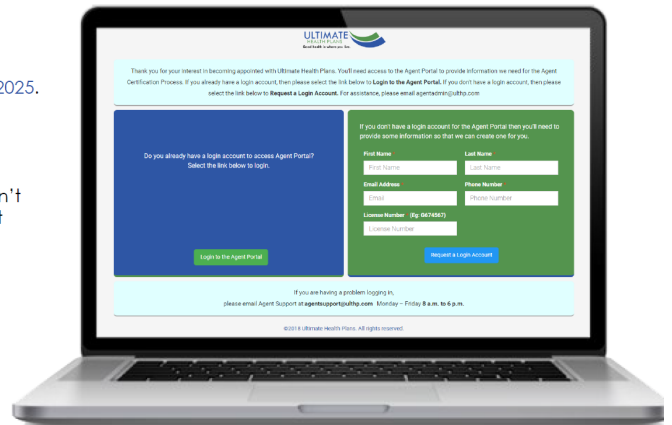 2025.
n't
t
ULTIMATE
HEALTH PLANS
Good health is where you live.
Thank you for your interest in becoming appointed with Ultimate Health Plans. You'll need access to the Agent Portal to provide information we need for the Agent
Certification Process. If you already have a login account, then please select the link below to Login to the Agent Portal. If you don't have a login account, then please
select the link below to Request a Login Account. For assistance, please email agentadmin@ulthp.com
Do you already have a login account to access Agent Portal?
Select the link below to login.
Login to the Agent Portal
If you don't have a login account for the Agent Portal then you'll need to
provide some information so that we can create one for you.
First Name Last Name
First Name Last Name
Email Address Phone Number
Email Phone Number
License Number (Eg: G674567)
License Number
Request a Login Account
If you are having a problem logging in,
please email Agent Support at agentsupport@ulthp.com Monday – Friday 8 a.m. to 6 p.m.
©2018 Ultimate Health Plans. All rights reserved.